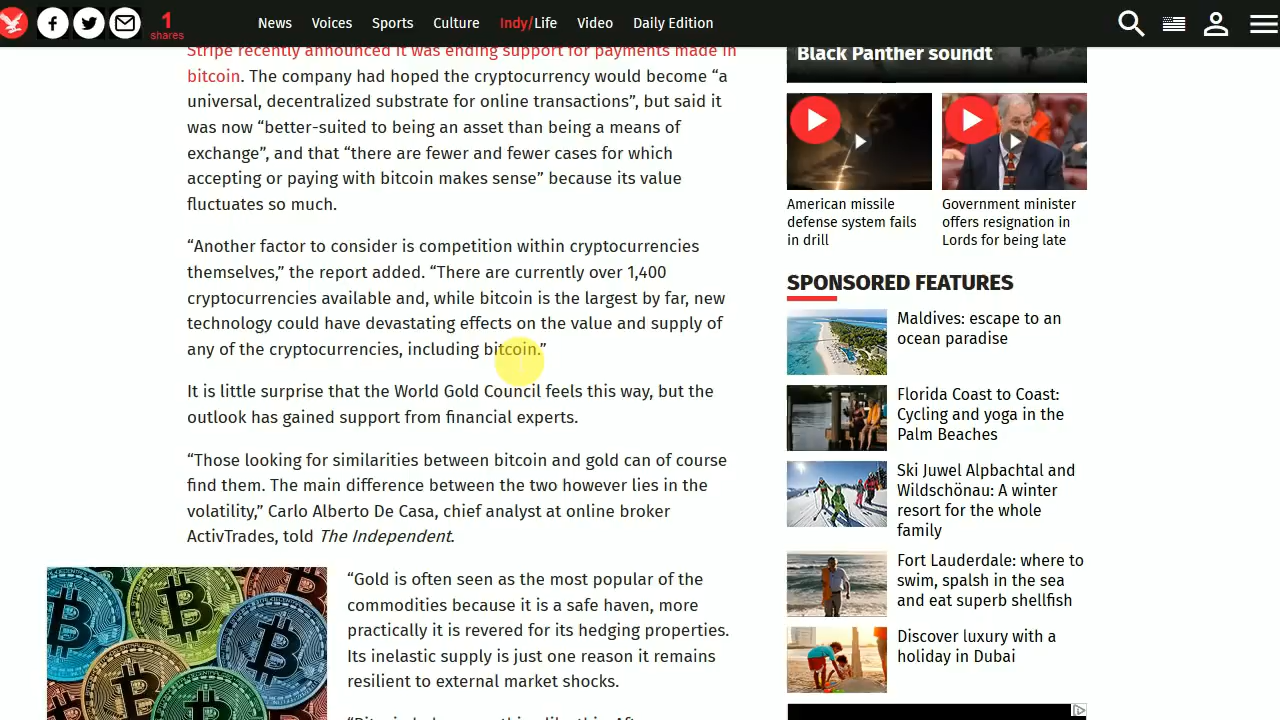 1
shares
News
Voices
Sports
Culture
Indy/Life
Video
Daily Edition
Stripe recently announced it was ending support for payments made in
bitcoin. The company had hoped the cryptocurrency would become “a
universal, decentralized substrate for online transactions”, but said it
was now “better-suited to being an asset than being a means of
exchange”, and that “there are fewer and fewer cases for which
accepting or paying with bitcoin makes sense” because its value
fluctuates so much.
“Another factor to consider is competition within cryptocurrencies
themselves,” the report added. “There are currently over 1,400
cryptocurrencies available and, while bitcoin is the largest by far, new
technology could have devastating effects on the value and supply of
any of the cryptocurrencies, including bitcoin.”
It is little surprise that the World Gold Council feels this way, but the
outlook has gained support from financial experts.
“Those looking for similarities between bitcoin and gold can of course
find them. The main difference between the two however lies in the
volatility,” Carlo Alberto De Casa, chief analyst at online broker
ActivTrades, told The Independent.
“Gold is often seen as the most popular of the
commodities because it is a safe haven, more
practically it is revered for its hedging properties.
Its inelastic supply is just one reason it remains
resilient to external market shocks.
Black Panther soundt
American missile
defense system fails
in drill
Government minister
offers resignation in
Lords for being late
SPONSORED FEATURES
Maldives: escape to an
ocean paradise
Florida Coast to Coast:
Cycling and yoga in the
Palm Beaches
Ski Juwel Alpbachtal and
Wildschönau: A winter
resort for the whole
family
Fort Lauderdale: where to
swim, spalsh in the sea
and eat superb shellfish
Discover luxury with a
holiday in Dubai